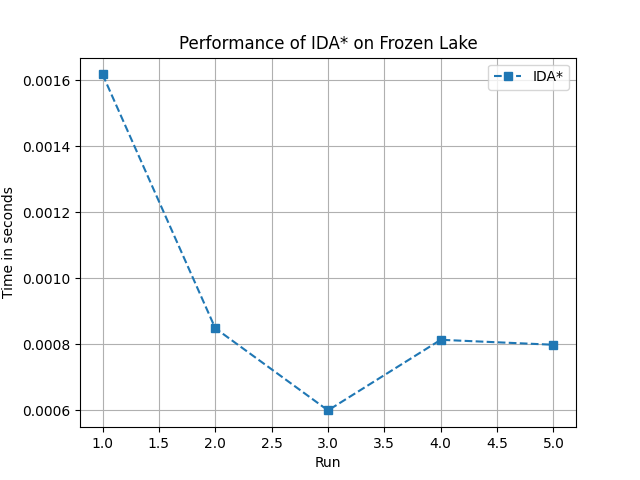 Performance of IDA* on Frozen Lake
IDA*
0.0016
0.0014
0.0012
0.0010
0.0008
0.0006
Time in seconds
1.0 1.5 2.0 2.5 3.0 3.5 4.0 4.5 5.0
Run